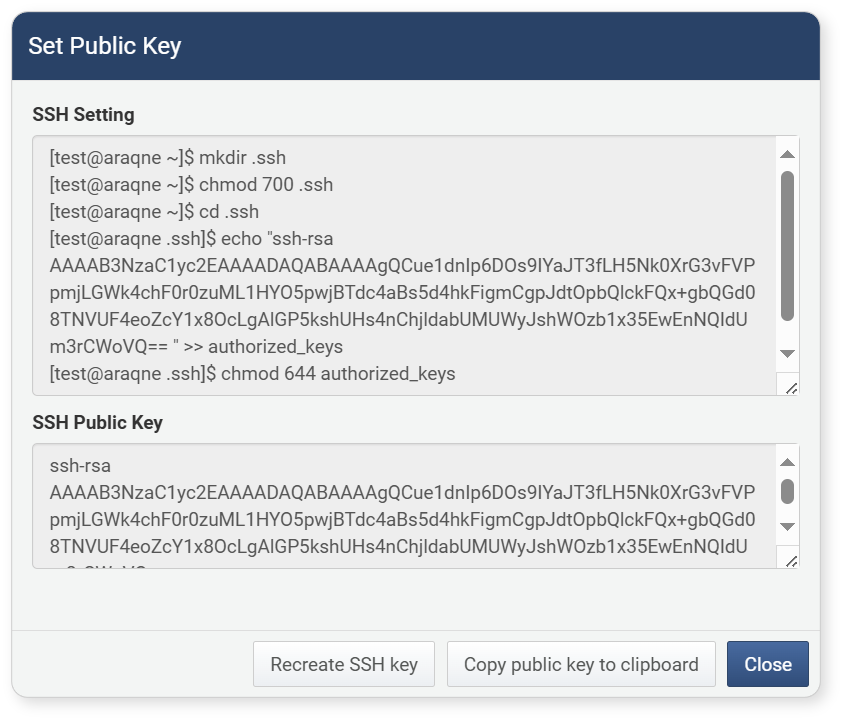 Set Public Key
SSH Setting
[test@araqne ~]$ mkdir .ssh
[test@araqne ~]$ chmod 700 .ssh
[test@araqne ~]$ cd .ssh
[test@araqne .ssh]$ echo "ssh-rsa
AAAAB3NzaC1yc2EAAAADAQABAAAAgQCue1dnIp6DOs9IYaJT3fLH5Nk0XrG3vFVP
pmjLGWk4chF0r0zuML1HYO5pwjBTdc4aBs5d4hkFigmCgpJdtOpbQlckFQx+gbQGd0
8TNVUF4eoZcY1x8OcLgAlGP5kshUHs4nChjldabUMUWyJshWOzb1x35EwEnNQIdU
m3rCWoVQ== " >> authorized_keys
[test@araqne .ssh]$ chmod 644 authorized_keys
SSH Public Key
ssh-rsa
AAAAB3NzaC1yc2EAAAADAQABAAAAgQCue1dnIp6DOs9IYaJT3fLH5Nk0XrG3vFVP
pmjLGWk4chF0r0zuML1HYO5pwjBTdc4aBs5d4hkFigmCgpJdtOpbQlckFQx+gbQGd0
8TNVUF4eoZcY1x8OcLgAlGP5kshUHs4nChjldabUMUWyJshWOzb1x35EwEnNQIdU
Recreate SSH key
Copy public key to clipboard
Close